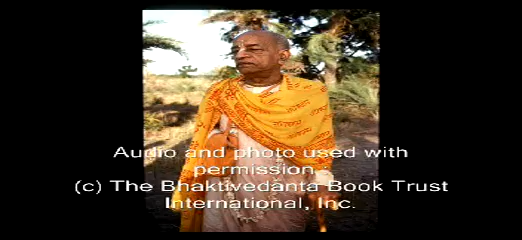 Audio and photo used with
permission
(c) The Bhaktivedanta Book Trust
International, Inc.